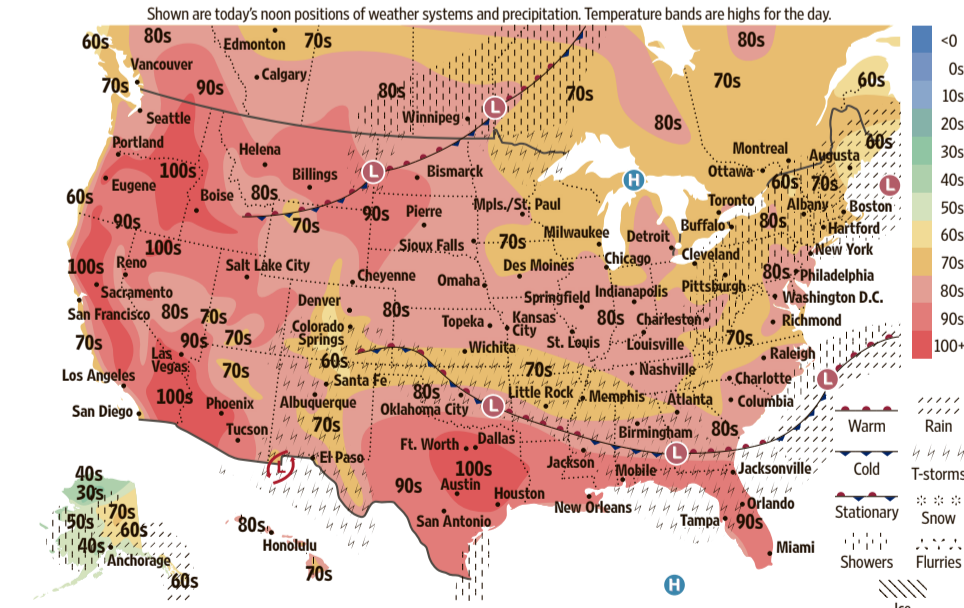 Shown are today's noon positions of weather systems and precipitation. Temperature bands are highs for the day.
60s
80s
Edmonton
70s
80s
<0
Vancouver
Calgary
0s
70s
90s
80s
70s
70s
60s
10s
Seattle
Winnipeg
L
80s
20s
Portland
Helena
Montreal
Augusta
60s
30s
100s
Billings
L
Bismarck
H
Ottawa
60s
70s
L
40s
Eugene
Boise
80s
Toronto
Albany
Boston
50s
60s
90s
Pierre
Mpls./St. Paul
Buffalo
80s
Hartford
60s
90s
70s
Milwaukee
Detroit
New York
70s
100s
Sioux Falls
70s
Chicago
Cleveland
80s
Philadelphia
80s
100s
Reno
Salt Lake City
Cheyenne
Omaha
Des Moines
Pittsburgh
Washington D.C.
90s
Sacramento
Denver
80s
Springfield
Indianapolis
Richmond
100+
San Francisco
80s
70s
Colorado
Springs
Topeka
Kansas
City
80s
Charleston
70s
70s
90s
70s
St. Louis
Louisville
Raleigh
Las
Vegas
60s
Wichita
Los Angeles
70s
Santa Fe
70s
Nashville
Charlotte
L
San Diego
100s
Phoenix
Albuquerque
80s
Oklahoma City
L
Little Rock
Memphis
Atlanta
Columbia
Warm
Rain
Tucson
70s
Ft. Worth
Dallas
Birmingham
80s
L
El Paso
L
100s
Jackson
Mobile
Jacksonville
Cold
T-storms
40s
30s
90s
Austin
Houston
New Orleans
Orlando
Stationary
Snow
50s
70s
60s
80s
San Antonio
Tampa
90s
40s
Anchorage
Honolulu
Miami
Showers
Flurries
60s
70s
H
Ice